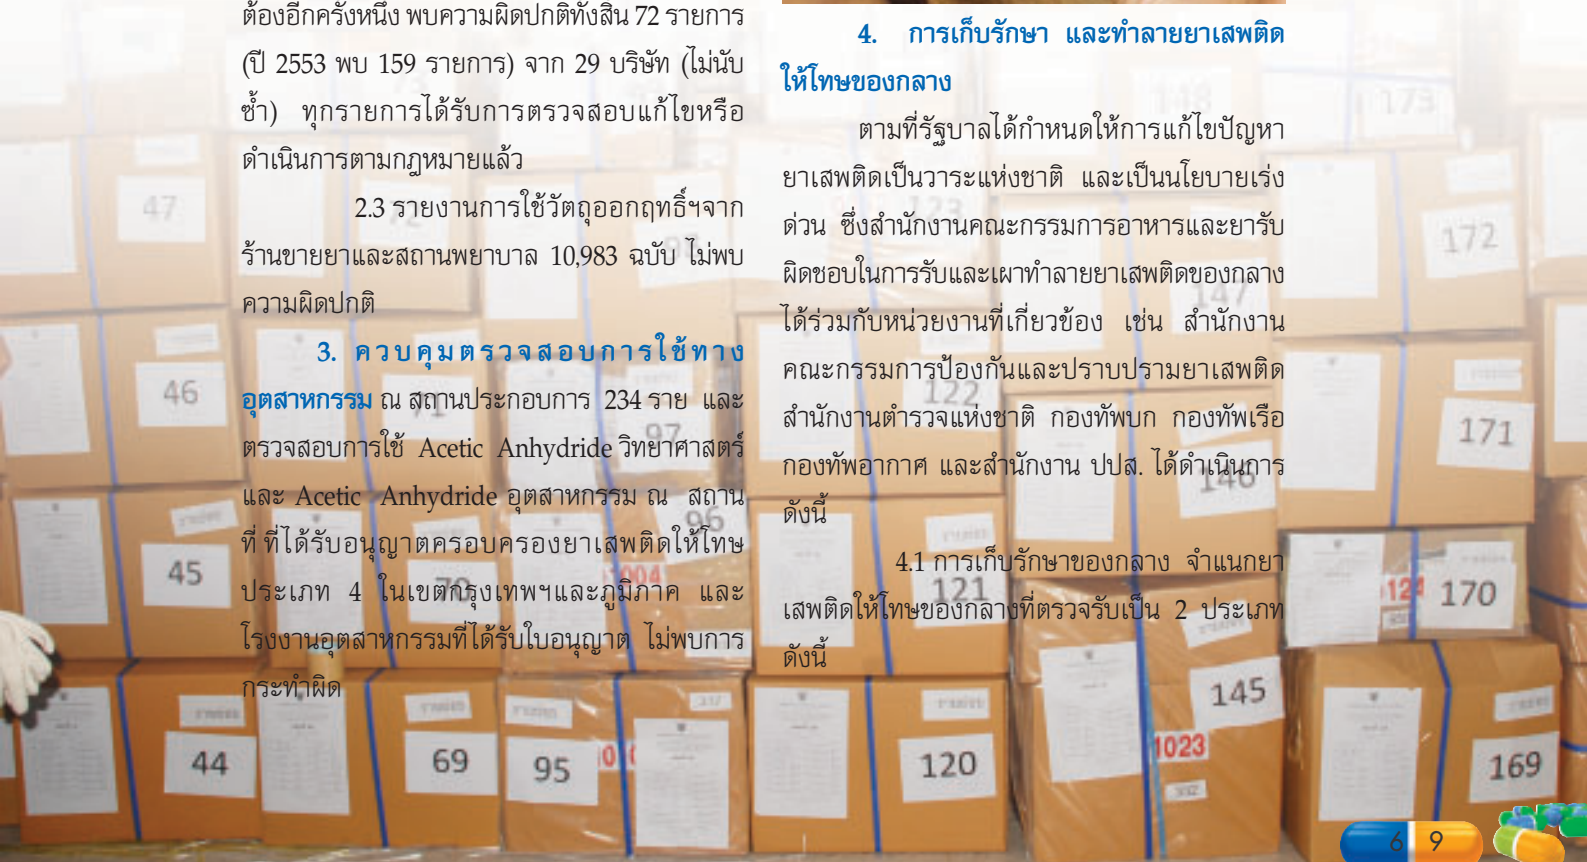 ต้องอีกครั้งหนึ่ง พบความผิดปกติทั้งสิ้น 72 รายการ
(ปี 2553 พบ 159 รายการ) จาก 29 บริษัท (ไม่นับ
ซ้ำ) ทุกรายการได้รับการตรวจสอบแก้ไขหรือ
ดำเนินการตามกฎหมายแล้ว
2.3 รายงานการใช้วัตถุออกฤทธิ์ฯจาก
ร้านขายยาและสถานพยาบาล 10,983 ฉบับ ไม่พบ
ความผิดปกติ
3. ควบคุมตรวจสอบการใช้ทาง
อุตสาหกรรม ณ สถานประกอบการ 234 ราย และ
ตรวจสอบการใช้ Acetic Anhydride วิทยาศาสตร์
และ Acetic Anhydride อุตสาหกรรม ณ สถาน
ที่ ที่ได้รับอนุญาตครอบครองยาเสพติดให้โทษ
ประเภท 4 ในเขตกรุงเทพฯและภูมิภาค และ
โรงงานอุตสาหกรรมที่ได้รับใบอนุญาต ไม่พบการ
กระทำผิด
4. การเก็บรักษา และทำลายยาเสพติด
ให้โทษของกลาง
ตามที่รัฐบาลได้กำหนดให้การแก้ไขปัญหา
ยาเสพติดเป็นวาระแห่งชาติ และเป็นนโยบายเร่ง
ด่วน ซึ่งสำนักงานคณะกรรมการอาหารและยารับ
ผิดชอบในการรับและเผาทำลายยาเสพติดของกลาง
ได้ร่วมกับหน่วยงานที่เกี่ยวข้อง เช่น สำนักงาน
คณะกรรมการป้องกันและปราบปรามยาเสพติด
สำนักงานตำรวจแห่งชาติ กองทัพบก กองทัพเรือ
กองทัพอากาศ และสำนักงาน ปปส. ได้ดำเนินการ
ดังนี้
4.1 การเก็บรักษาของกลาง จำแนกยา
เสพติดให้โทษของกลางที่ตรวจรับเป็น 2 ประเภท
ดังนี้
47
123
148
173
172
147
46
71
97
122
171
146
96
45
70
1004
121
124
170
44
69
95
120
145
1023
169
6 9